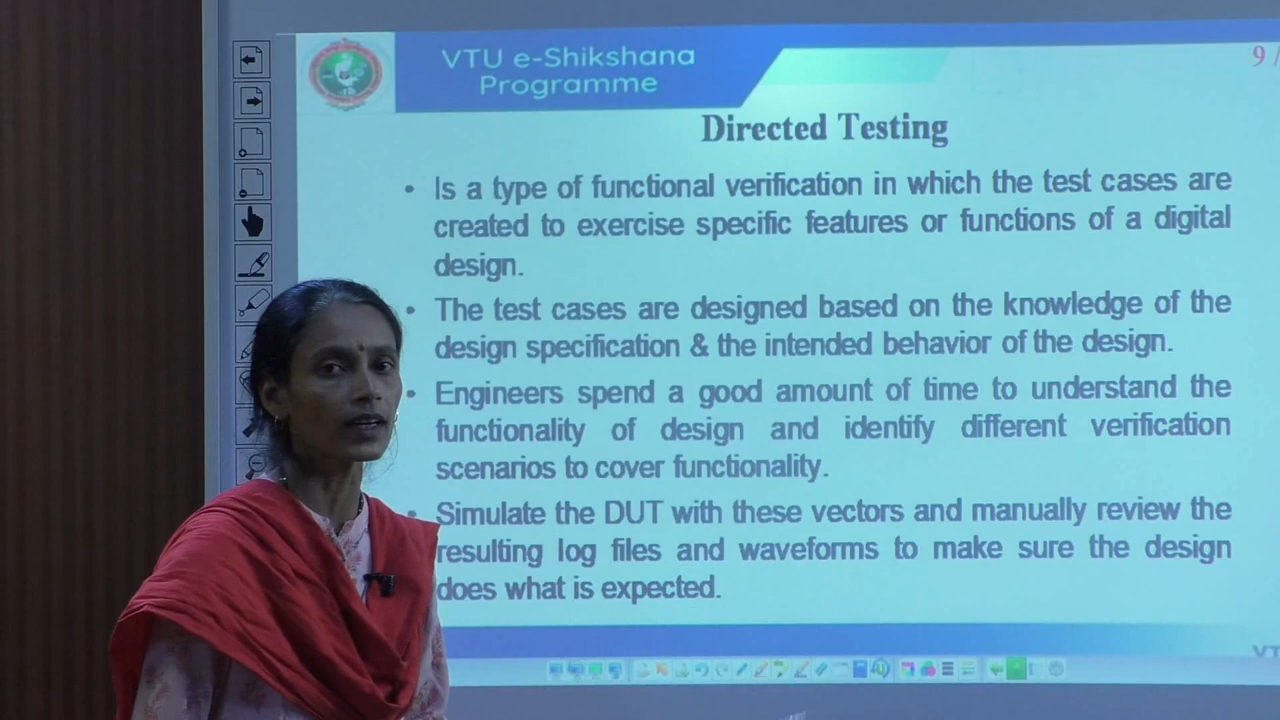 VTU e-Shikshana
Programme
9 /
Directed Testing
• Is a type of functional verification in which the test cases are
created to exercise specific features or functions of a digital
design.
• The test cases are designed based on the knowledge of the
design specification & the intended behavior of the design.
• Engineers spend a good amount of time to understand the
functionality of design and identify different verification
scenarios to cover functionality.
• Simulate the DUT with these vectors and manually review the
resulting log files and waveforms to make sure the design
does what is expected.
VT